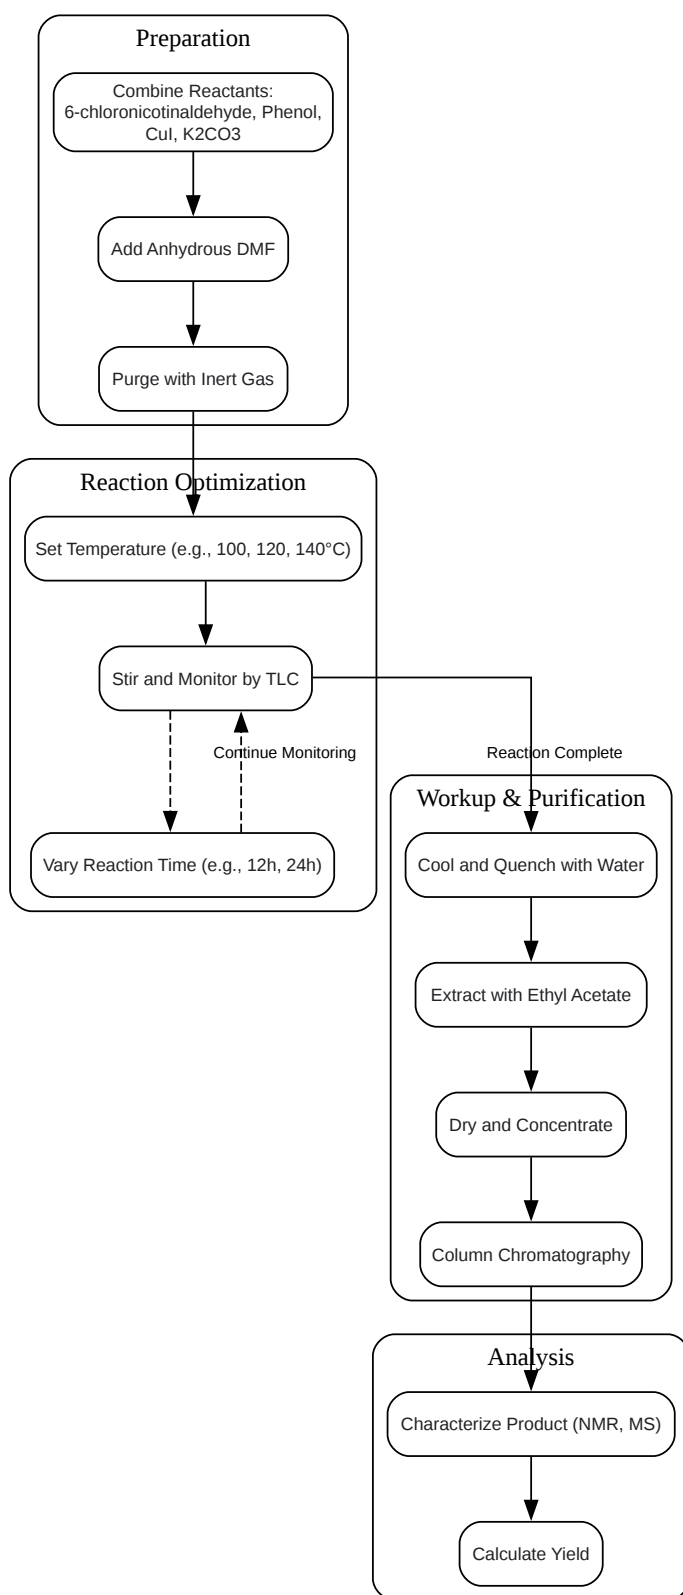 Preparation
Combine Reactants:
6-chloronicotinaldehyde, Phenol,
CuI, K2CO3
Add Anhydrous DMF
Purge with Inert Gas
Reaction Optimization
Set Temperature (e.g., 100, 120, 140°C)
Stir and Monitor by TLC
Continue Monitoring
Vary Reaction Time (e.g., 12h, 24h)
Reaction Complete
Workup & Purification
Cool and Quench with Water
Extract with Ethyl Acetate
Dry and Concentrate
Column Chromatography
Analysis
Characterize Product (NMR, MS)
Calculate Yield